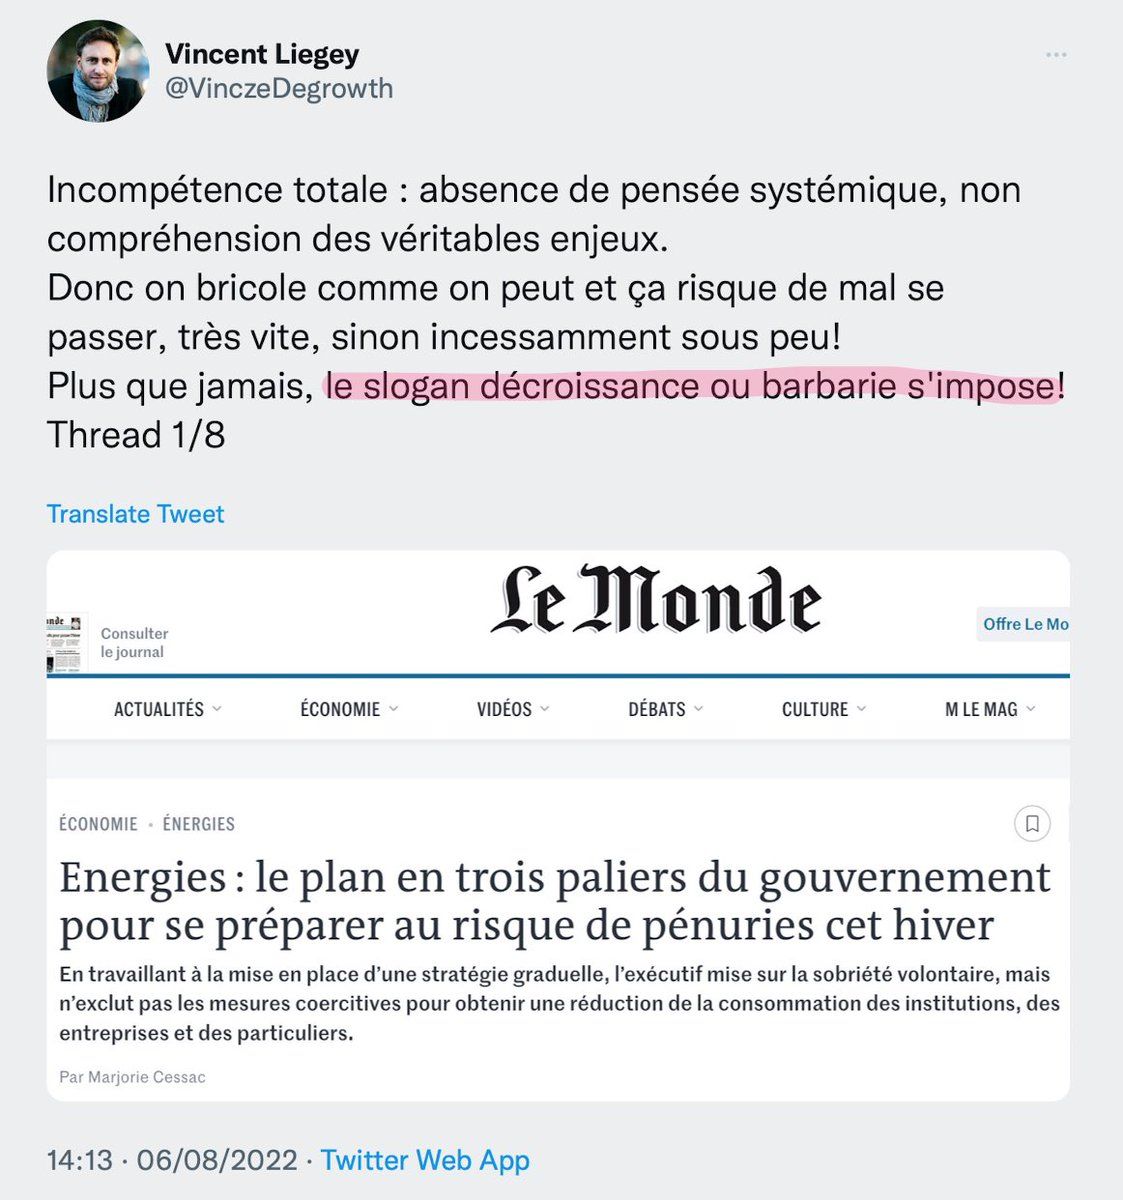 Vincent Liegey
@VinczeDegrowth
Incompétence totale : absence de pensée systémique, non
compréhension des véritables enjeux.
Donc on bricole comme on peut et ça risque de mal se
passer, très vite, sinon incessamment sous peu!
Plus que jamais, le slogan décroissance ou barbarie s'impose!
Thread 1/8
Translate Tweet
Le Monde
Consulter
le journal
Offre Le Mo
ACTUALITÉS ÉCONOMIE VIDÉOS DÉBATS CULTURE M LE MAG
ÉCONOMIE • ÉNERGIES
Energies : le plan en trois paliers du gouvernement
pour se préparer au risque de pénuries cet hiver
En travaillant à la mise en place d’une stratégie graduelle, l’exécutif mise sur la sobriété volontaire, mais
n’exclut pas les mesures coercitives pour obtenir une réduction de la consommation des institutions, des
entreprises et des particuliers.
Par Marjorie Cessac
14:13 · 06/08/2022 · Twitter Web App